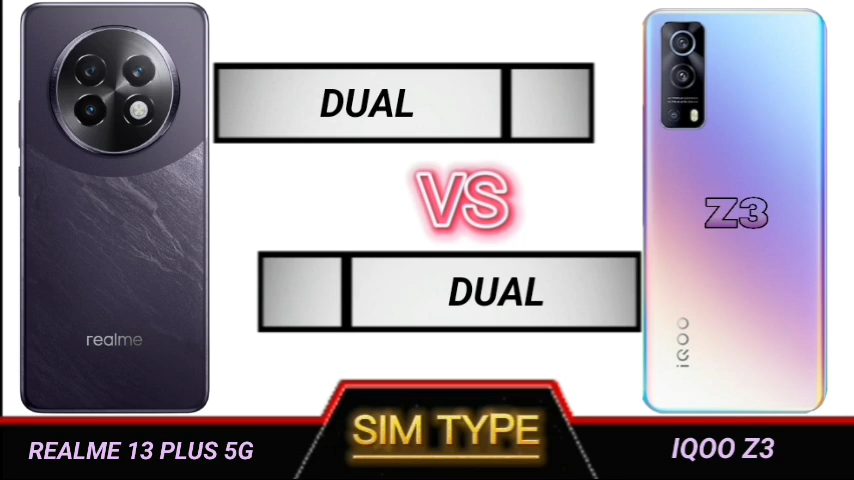 DUAL
VS
Z3
DUAL
realme
iQOO
SIM TYPE
REALME 13 PLUS 5G
IQOO Z3